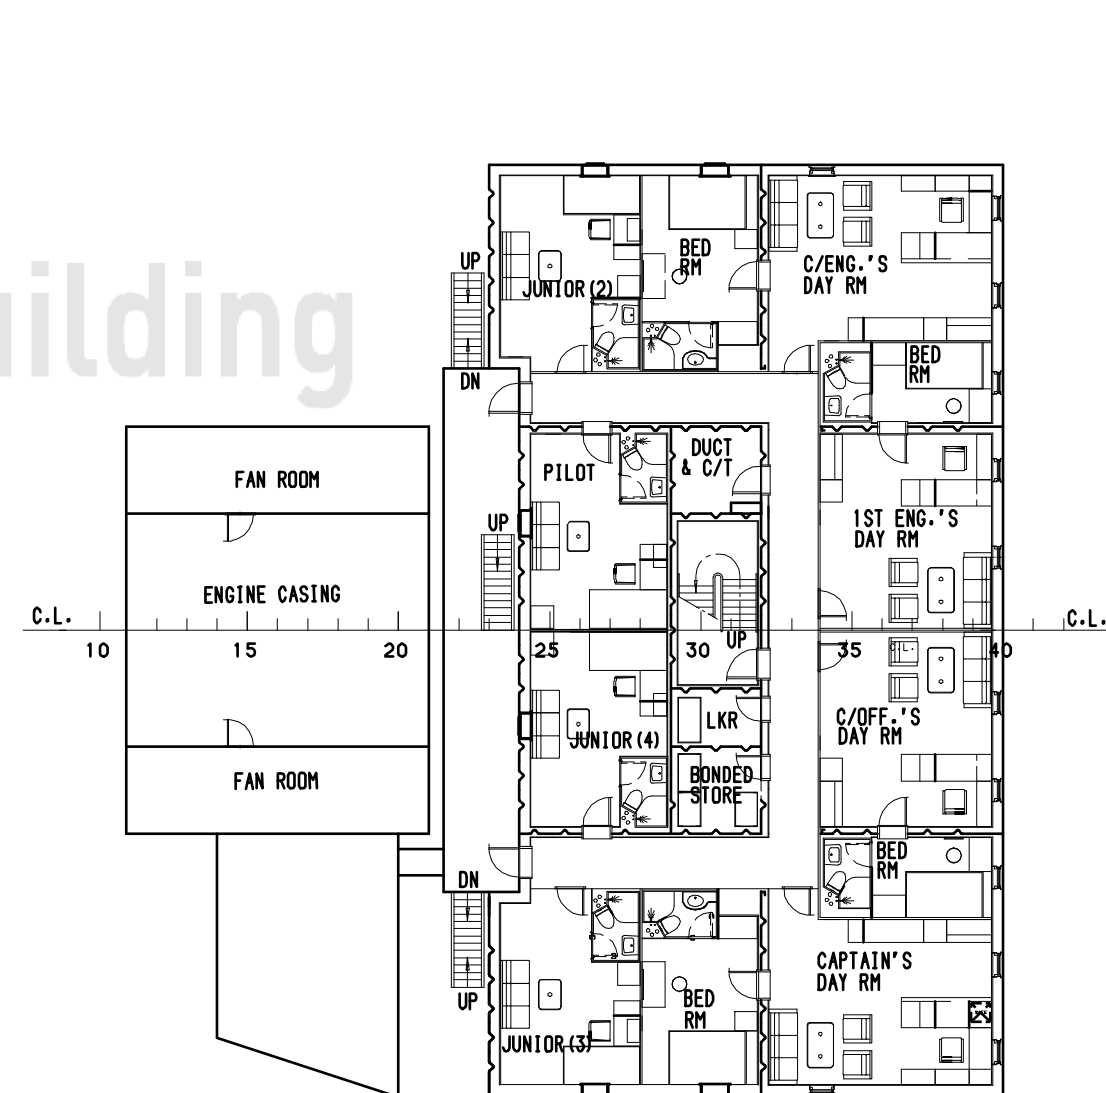 BED
RM
UP
C/ENG.'S
DAY RM
JUNIOR(2)
uilding
BED
RM
DN
DUCT
& C/T
PILOT
FAN ROOM
UP
1ST ENG.'S
DAY RM
ENGINE CASING
C.L.
C.L.
UP
10
15
20
25
30
35
C.L.
40
LKR
C/OFF.'S
DAY RM
JUNIOR(4)
FAN ROOM
BONDED
STORE
BED
RM
DN
CAPTAIN'S
DAY RM
UP
BED
RM
JUNIOR(3)